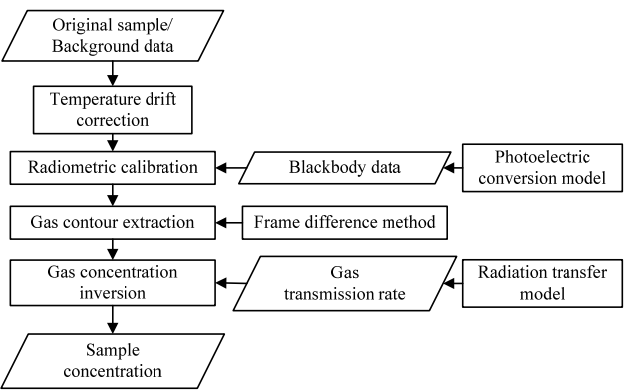 Original sample/
Background data
Temperature drift
correction
Radiometric calibration
Blackbody data
Photoelectric
conversion model
Gas contour extraction
Frame difference method
Gas concentration
inversion
Gas
transmission rate
Radiation transfer
model
Sample
concentration